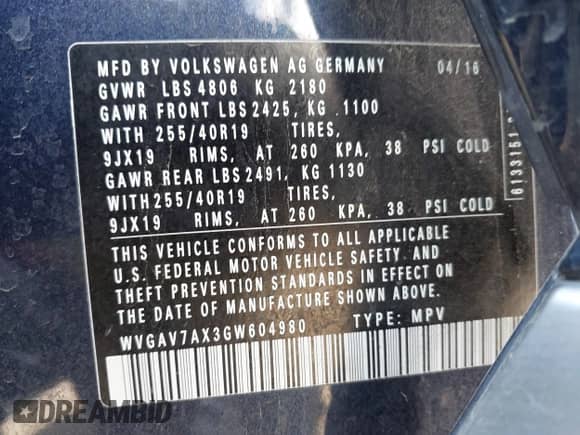 MFD BY VOLKSWAGEN AG GERMANY 04/16
GVWR LBS 4806 KG 2180
GAWR FRONT LBS 2425, KG 1100
WITH 255/40R19 TIRES,
9JX19 RIMS, AT 260 KPA, 38 PSI COLD
GAWR REAR LBS 2491, KG 1130
WITH 255/40R19 TIRES,
9JX19 RIMS, AT 260 KPA, 38 PSI COLD
THIS VEHICLE CONFORMS TO ALL APPLICABLE
U.S. FEDERAL MOTOR VEHICLE SAFETY AND
THEFT PREVENTION STANDARDS IN EFFECT ON
THE DATE OF MANUFACTURE SHOWN ABOVE.
WVGAV7AX3GW604980 TYPE: MPV
6133151
DREAMBID